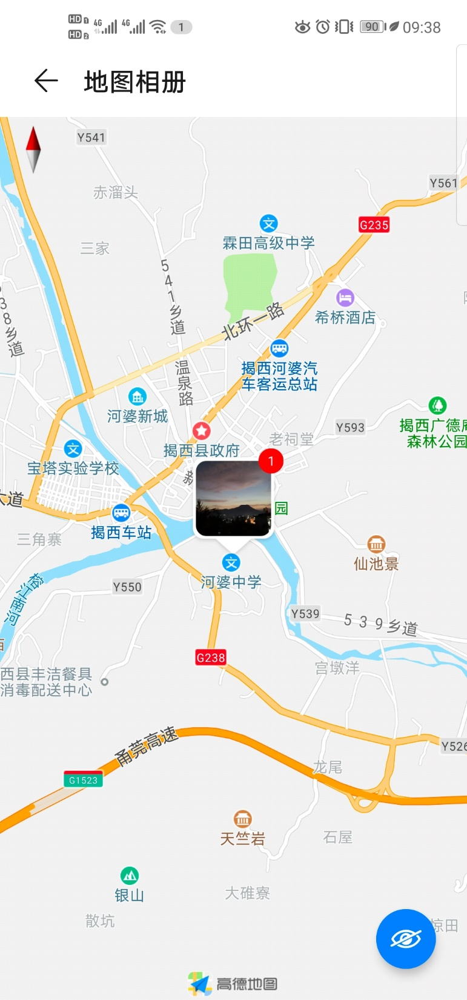 HD 1 4G 4G 1 90 09:38
HD 2
地图相册
Y541
Y561
赤溜头
G235
霖田高级中学
三家
541乡道
北环一路
希桥酒店
38乡道
揭西河婆汽
车客运总站
温泉路
河婆新城
Y593
揭西广德庵
森林公园
老祠堂
揭西县政府
宝塔实验学校
1
新
大道
园
揭西车站
三角寨
仙池景
河婆中学
榕江南河
Y550
Y539
539乡道
G238
宫墩洋
西县丰洁餐具
消毒配送中心
甬莞高速
Y526
龙尾
G1523
天竺岩
石屋
银山
大碓寮
散坑
惊田
高德地图